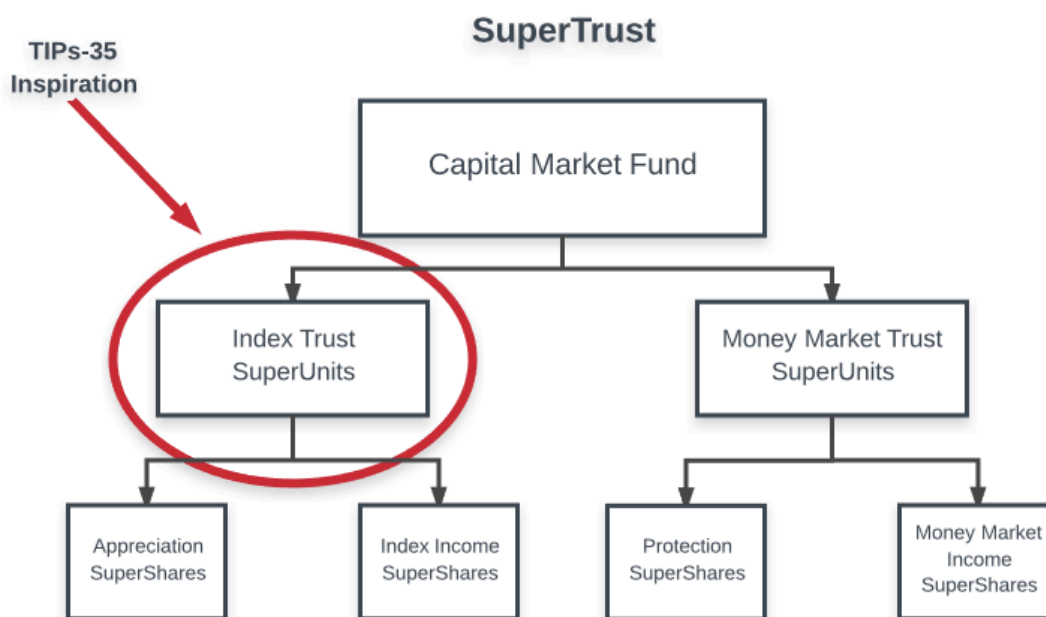 SuperTrust
TIPs-35
Inspiration
Capital Market Fund
Index Trust
SuperUnits
Money Market Trust
SuperUnits
Appreciation
SuperShares
Index Income
SuperShares
Protection
SuperShares
Money Market
Income
SuperShares